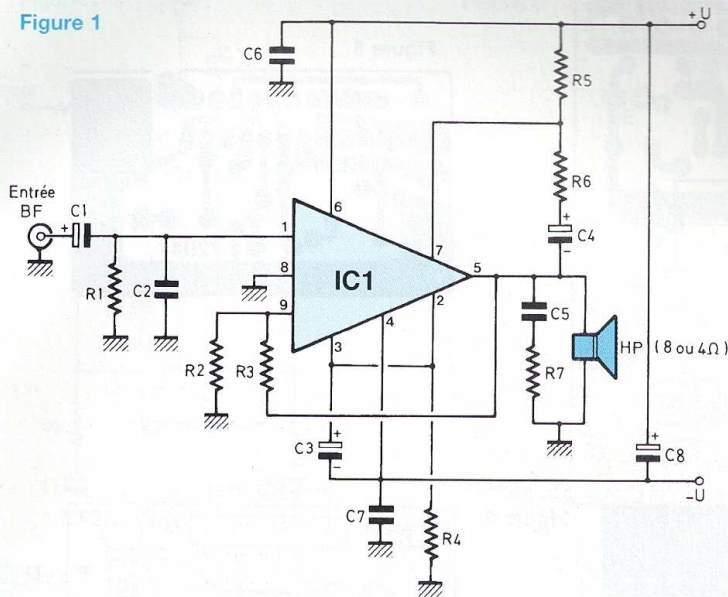 Figure 1
+U
C6
R5
R6
Entrée
BF
+
C1
6
1
7
+
C4
-
R1
C2
8
IC1
5
9
2
C5
HP (8 ou 4Ω)
R2
R3
3
4
R7
C3
+
-
+
C8
-U
C7
R4